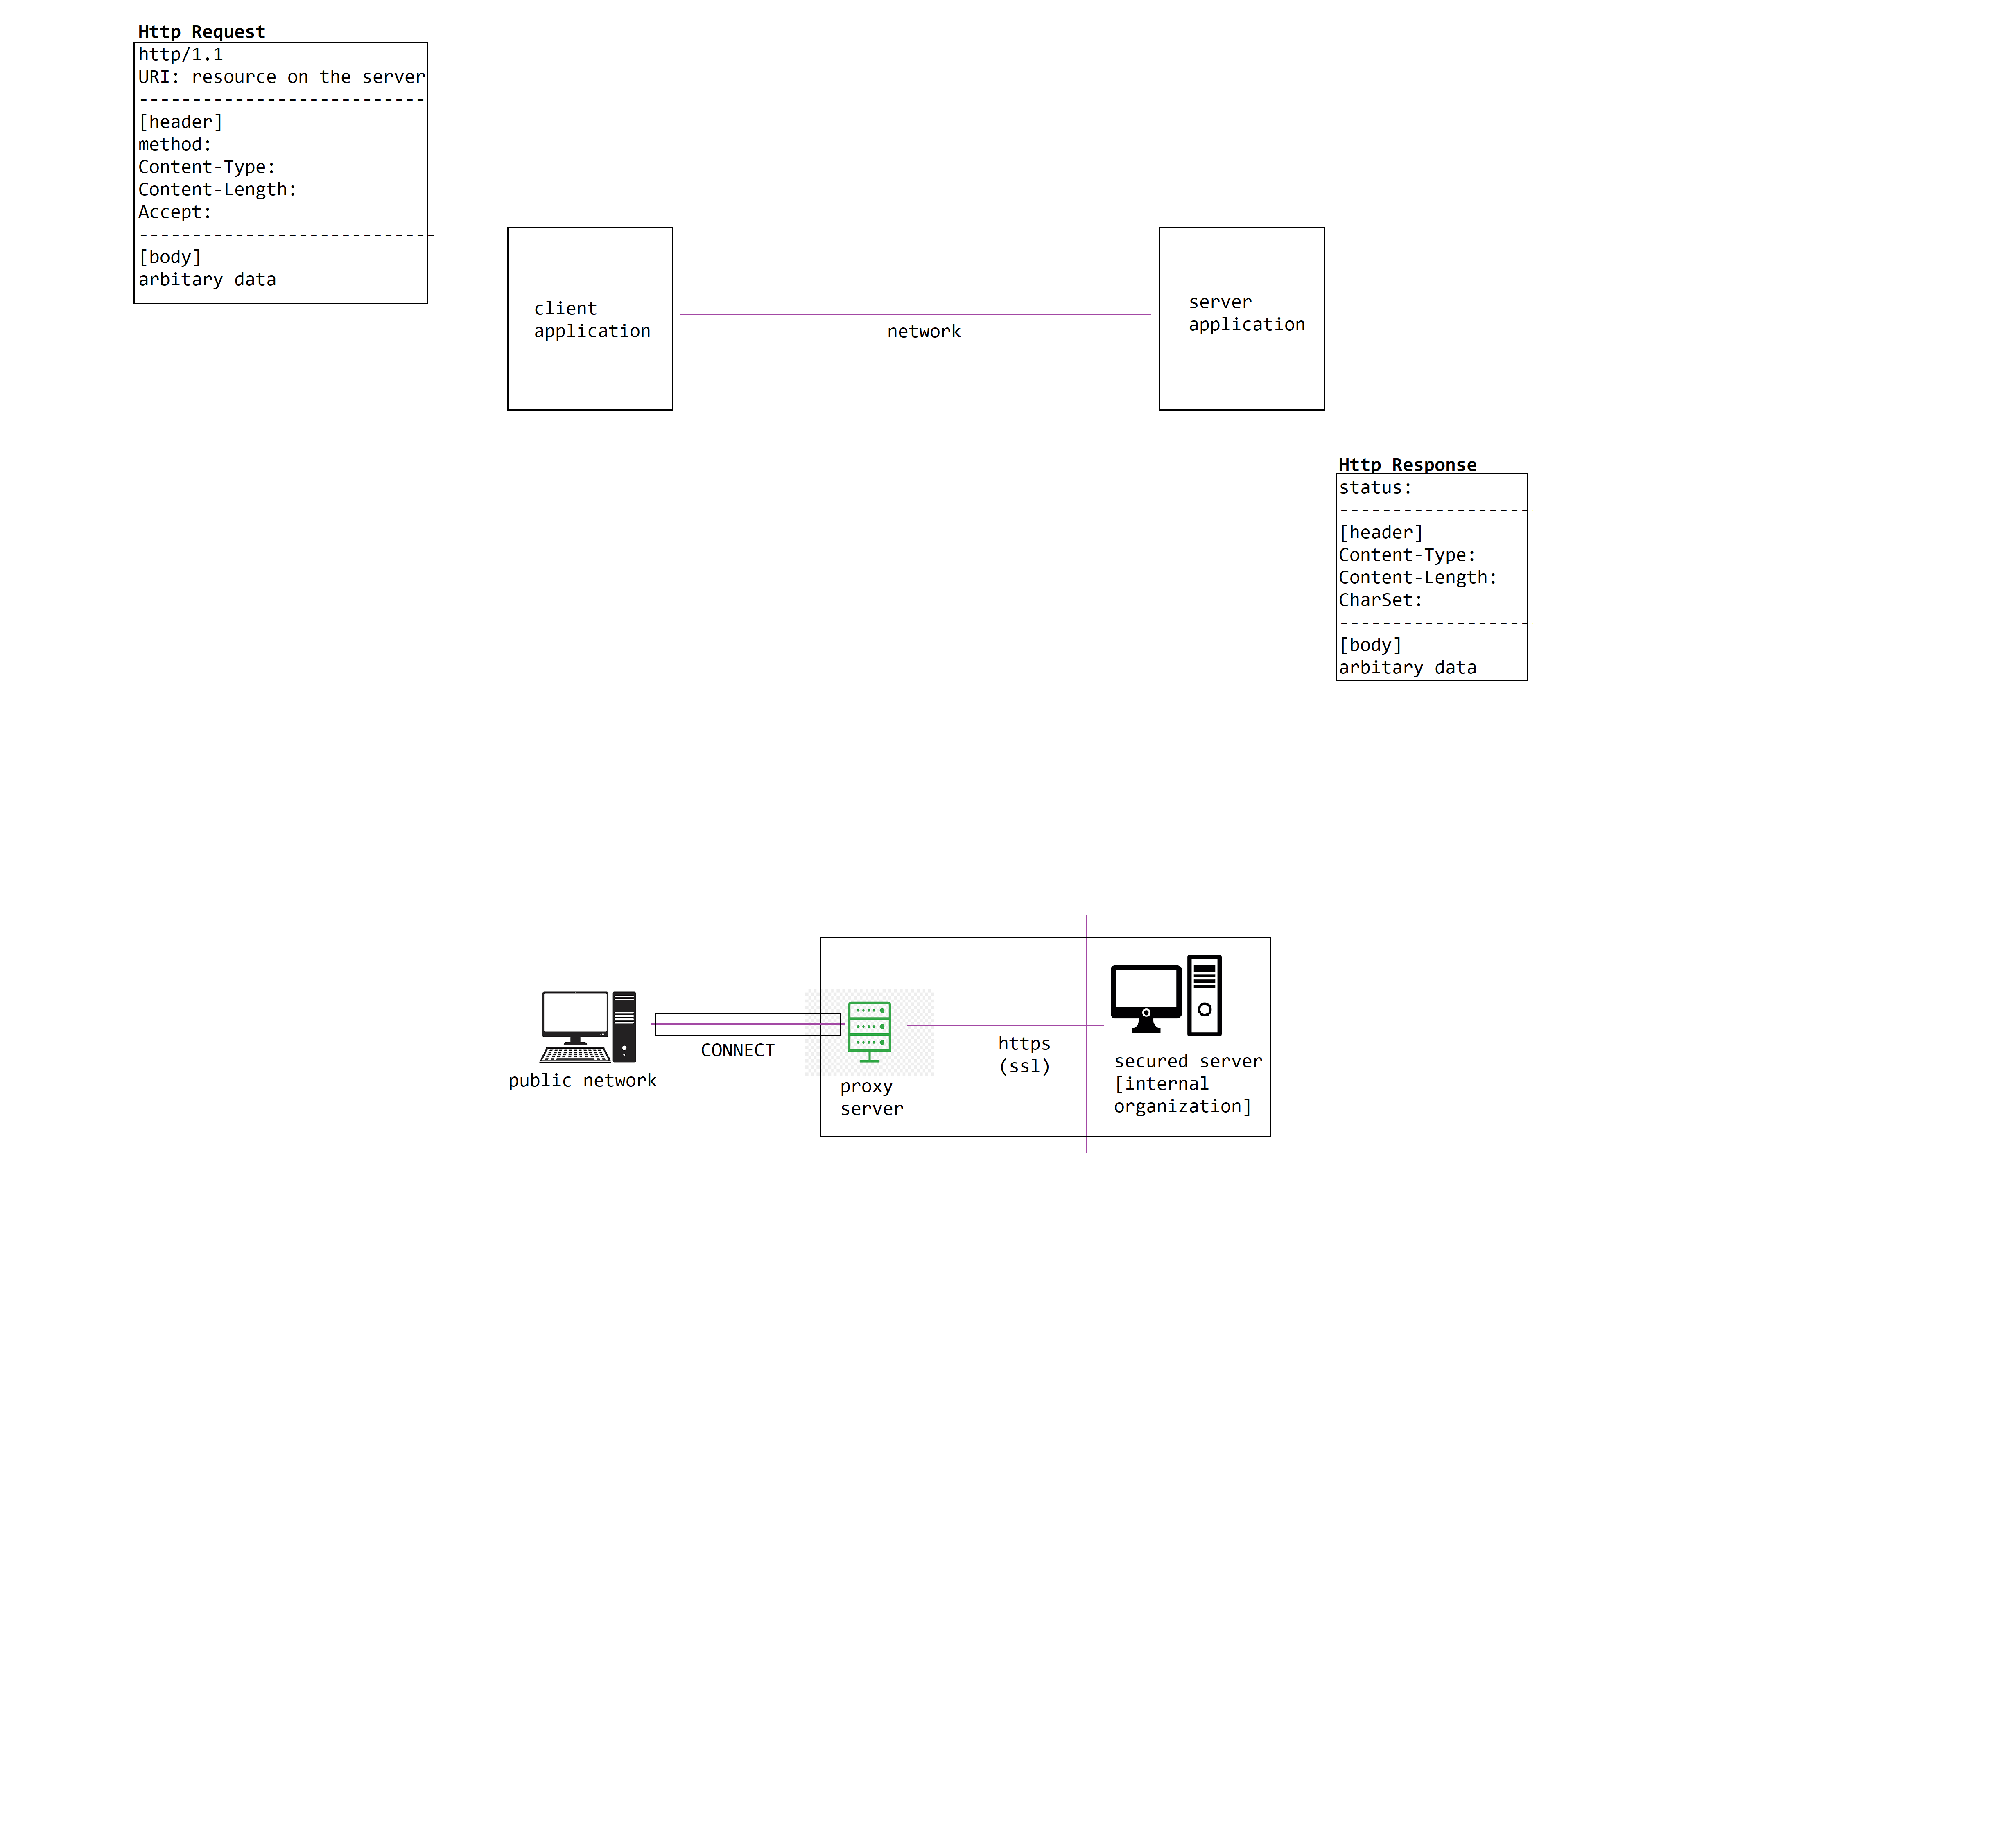 Http Request
http/1.1
URI: resource on the server
---------------------------
[header]
method:
Content-Type:
Content-Length:
Accept:
----------------------------
[body]
arbitary data
client
application
network
server
application
Http Response
status:
------------------
[header]
Content-Type:
Content-Length:
CharSet:
------------------
[body]
arbitary data
CONNECT
public network
proxy
server
https
(ssl)
secured server
[internal
organization]